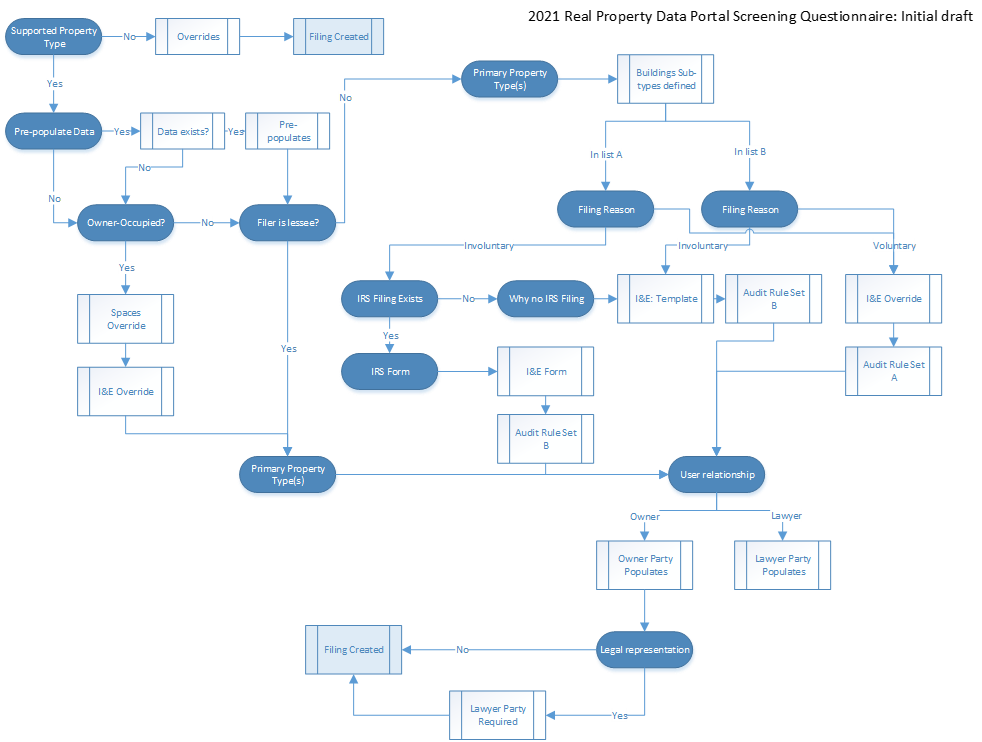 2021 Real Property Data Portal Screening Questionnaire: Initial draft
Supported Property
Type
No
Overrides
Filing Created
Yes
Pre-populate Data
Yes
Data exists?
Yes
Pre-
populates
No
No
Owner-Occupied?
No
Filer is lessee?
No
Primary Property
Type(s)
Buildings Sub-
types defined
In list A
In list B
Filing Reason
Filing Reason
Involuntary
Involuntary
Voluntary
Yes
Spaces
Override
I&E Override
Yes
IRS Filing Exists
No
Why no IRS Filing
I&E: Template
Audit Rule Set
B
I&E Override
Yes
IRS Form
I&E Form
Audit Rule Set
A
Audit Rule Set
B
Primary Property
Type(s)
User relationship
Owner
Lawyer
Owner Party
Populates
Lawyer Party
Populates
Legal representation
No
Filing Created
Yes
Lawyer Party
Required